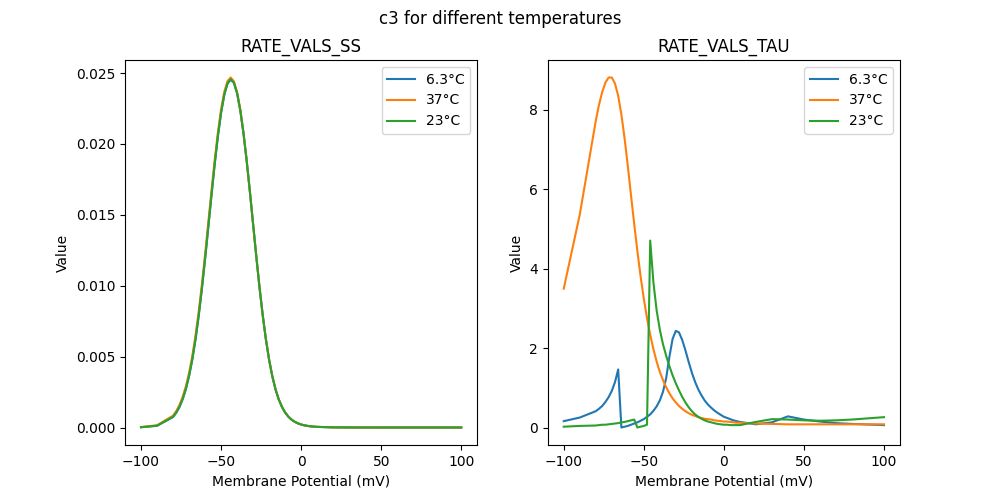 c3 for different temperatures
RATE_VALS_SS
6.3°C
37°C
23°C
Value
0.025
0.020
0.015
0.010
0.005
0.000
−100
−50
0
50
100
Membrane Potential (mV)
RATE_VALS_TAU
6.3°C
37°C
23°C
Value
8
6
4
2
0
−100
−50
0
50
100
Membrane Potential (mV)